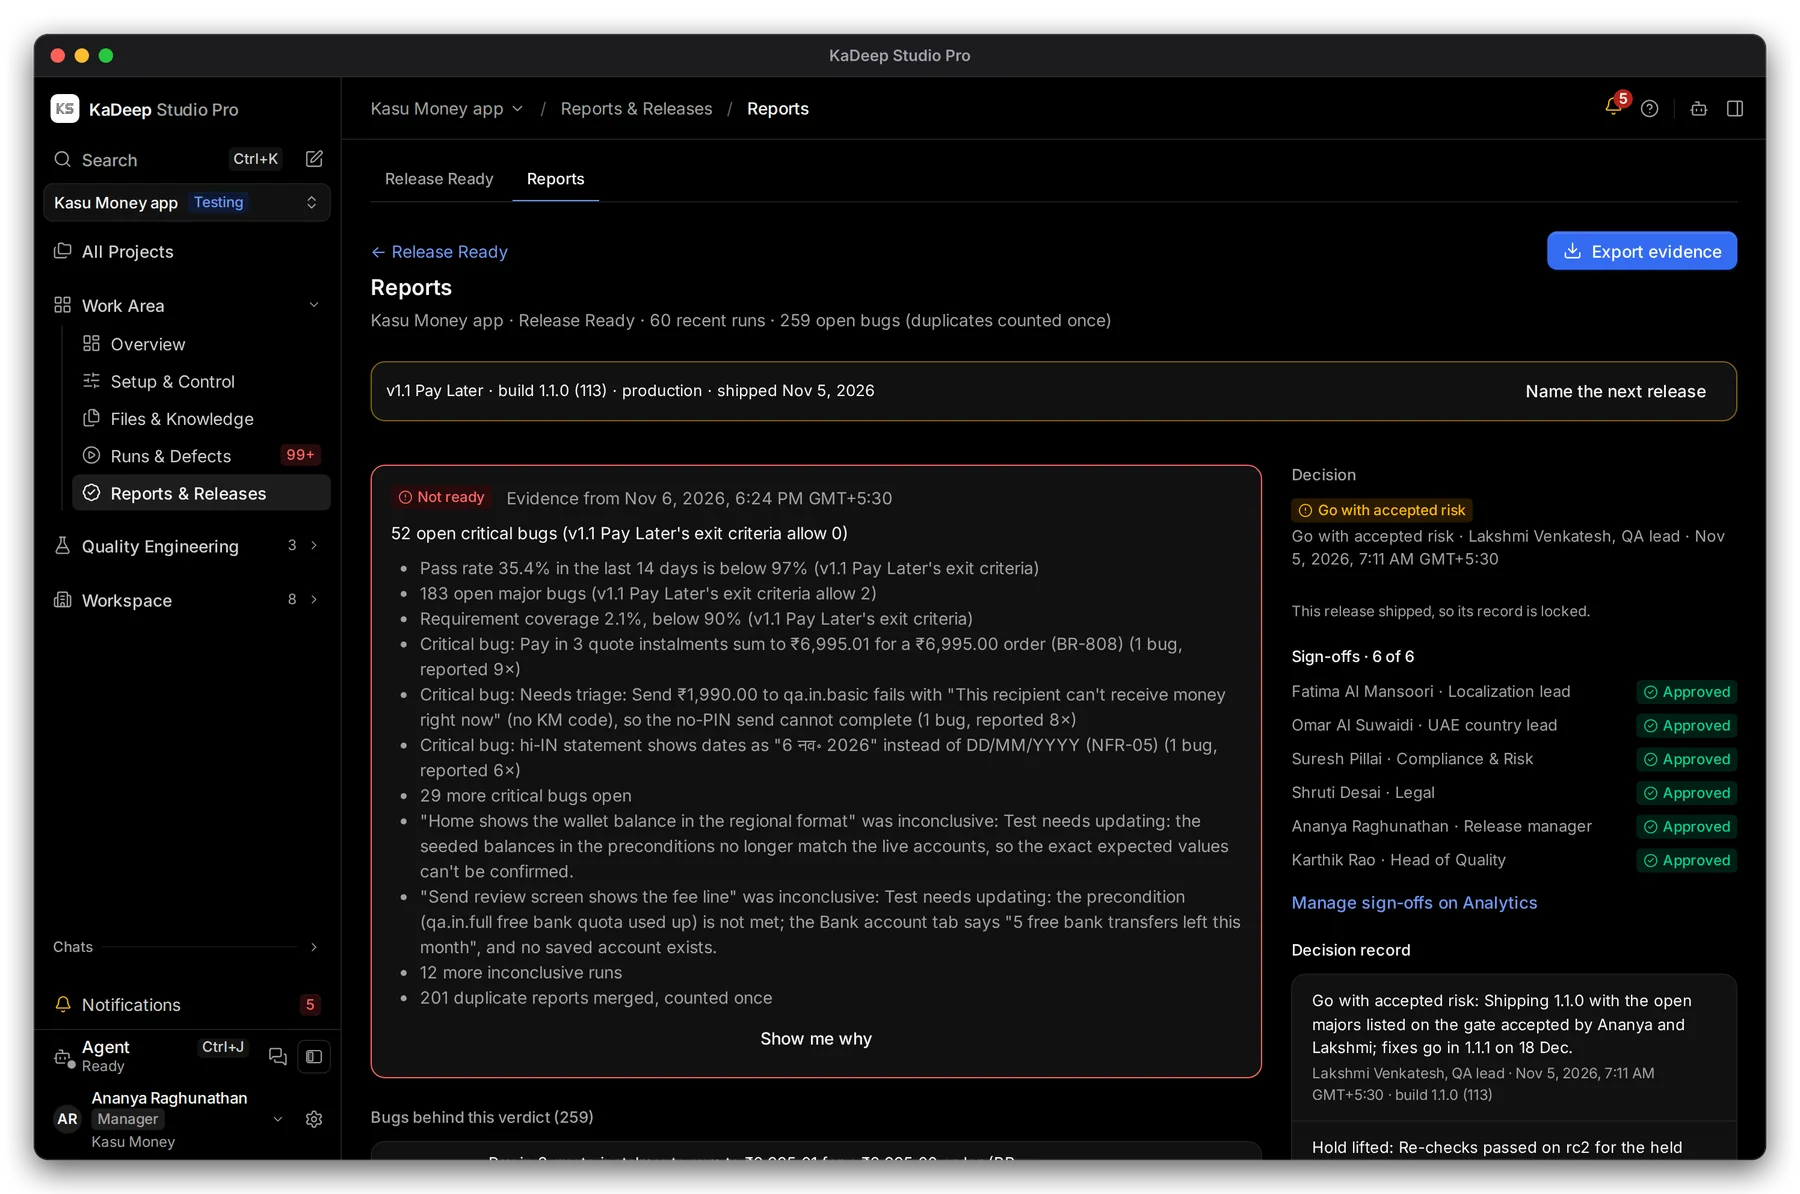 KaDeep Studio Pro
KS KaDeep Studio Pro
Search Ctrl+K
Kasu Money app Testing
All Projects
Work Area
Overview
Setup & Control
Files & Knowledge
Runs & Defects 99+
Reports & Releases
Quality Engineering 3
Workspace 8
Chats
Notifications 5
Agent Ctrl+J
Ready
Ananya Raghunathan
AR Manager
Kasu Money
Kasu Money app / Reports & Releases / Reports
5
Release Ready Reports
← Release Ready
Export evidence
Reports
Kasu Money app · Release Ready · 60 recent runs · 259 open bugs (duplicates counted once)
v1.1 Pay Later · build 1.1.0 (113) · production · shipped Nov 5, 2026
Name the next release
Not ready Evidence from Nov 6, 2026, 6:24 PM GMT+5:30
52 open critical bugs (v1.1 Pay Later's exit criteria allow 0)
• Pass rate 35.4% in the last 14 days is below 97% (v1.1 Pay Later's exit criteria)
• 183 open major bugs (v1.1 Pay Later's exit criteria allow 2)
• Requirement coverage 2.1%, below 90% (v1.1 Pay Later's exit criteria)
• Critical bug: Pay in 3 quote instalments sum to ₹6,995.01 for a ₹6,995.00 order (BR-808) (1 bug,
reported 9×)
• Critical bug: Needs triage: Send ₹1,990.00 to qa.in.basic fails with "This recipient can't receive money
right now" (no KM code), so the no-PIN send cannot complete (1 bug, reported 8×)
• Critical bug: hi-IN statement shows dates as "6 नव॰ 2026" instead of DD/MM/YYYY (NFR-05) (1 bug,
reported 6×)
• 29 more critical bugs open
• "Home shows the wallet balance in the regional format" was inconclusive: Test needs updating: the
seeded balances in the preconditions no longer match the live accounts, so the exact expected values
can't be confirmed.
• "Send review screen shows the fee line" was inconclusive: Test needs updating: the precondition
(qa.in.full free bank quota used up) is not met; the Bank account tab says "5 free bank transfers left this
month", and no saved account exists.
• 12 more inconclusive runs
• 201 duplicate reports merged, counted once
Show me why
Bugs behind this verdict (259)
Decision
Go with accepted risk
Go with accepted risk · Lakshmi Venkatesh, QA lead · Nov
5, 2026, 7:11 AM GMT+5:30
This release shipped, so its record is locked.
Sign-offs · 6 of 6
Fatima Al Mansoori · Localization lead Approved
Omar Al Suwaidi · UAE country lead Approved
Suresh Pillai · Compliance & Risk Approved
Shruti Desai · Legal Approved
Ananya Raghunathan · Release manager Approved
Karthik Rao · Head of Quality Approved
Manage sign-offs on Analytics
Decision record
Go with accepted risk: Shipping 1.1.0 with the open
majors listed on the gate accepted by Ananya and
Lakshmi; fixes go in 1.1.1 on 18 Dec.
Lakshmi Venkatesh, QA lead · Nov 5, 2026, 7:11 AM
GMT+5:30 · build 1.1.0 (113)
Hold lifted: Re-checks passed on rc2 for the held